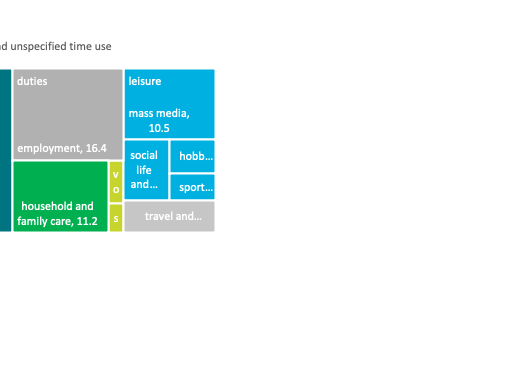 d unspecified time use
duties
leisure
mass media,
10.5
employment, 16.4
social
life
and...
hobb...
sport...
v
o
s
household and
family care, 11.2
travel and...